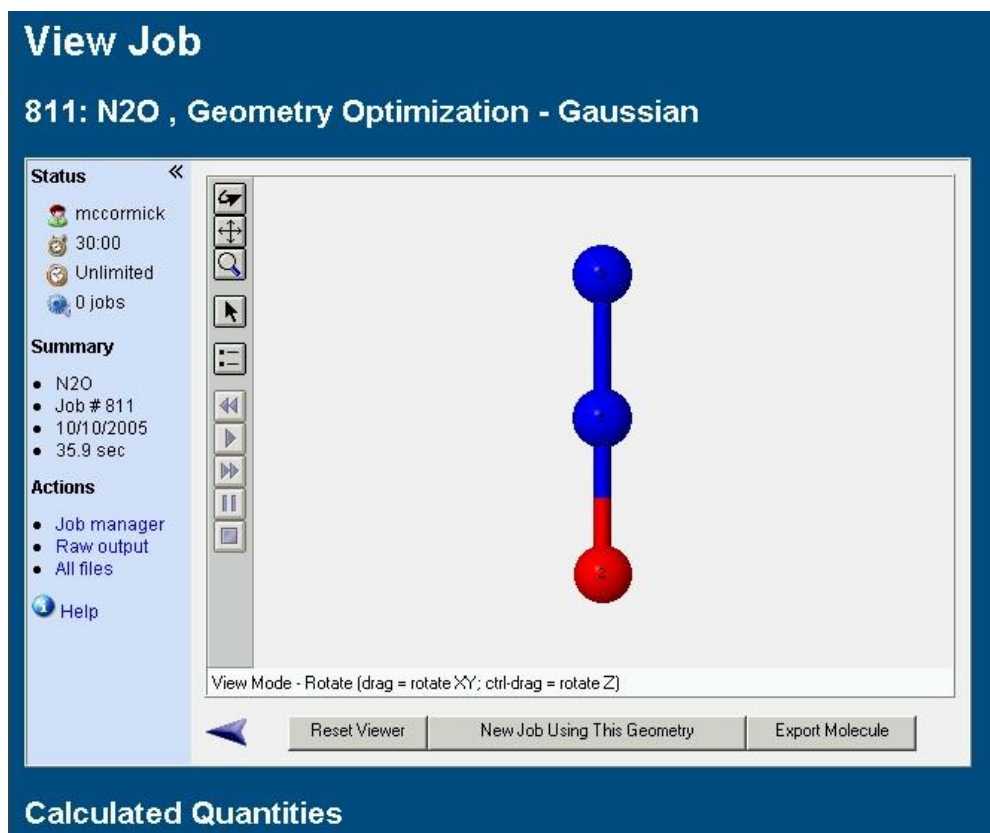 View Job
811: N2O , Geometry Optimization - Gaussian
Status «
mccormick
30:00
Unlimited
0 jobs
Summary
• N2O
• Job # 811
• 10/10/2005
• 35.9 sec
Actions
• Job manager
• Raw output
• All files
Help
2
View Mode - Rotate (drag = rotate XY; ctrl-drag = rotate Z)
Reset Viewer
New Job Using This Geometry
Export Molecule
Calculated Quantities